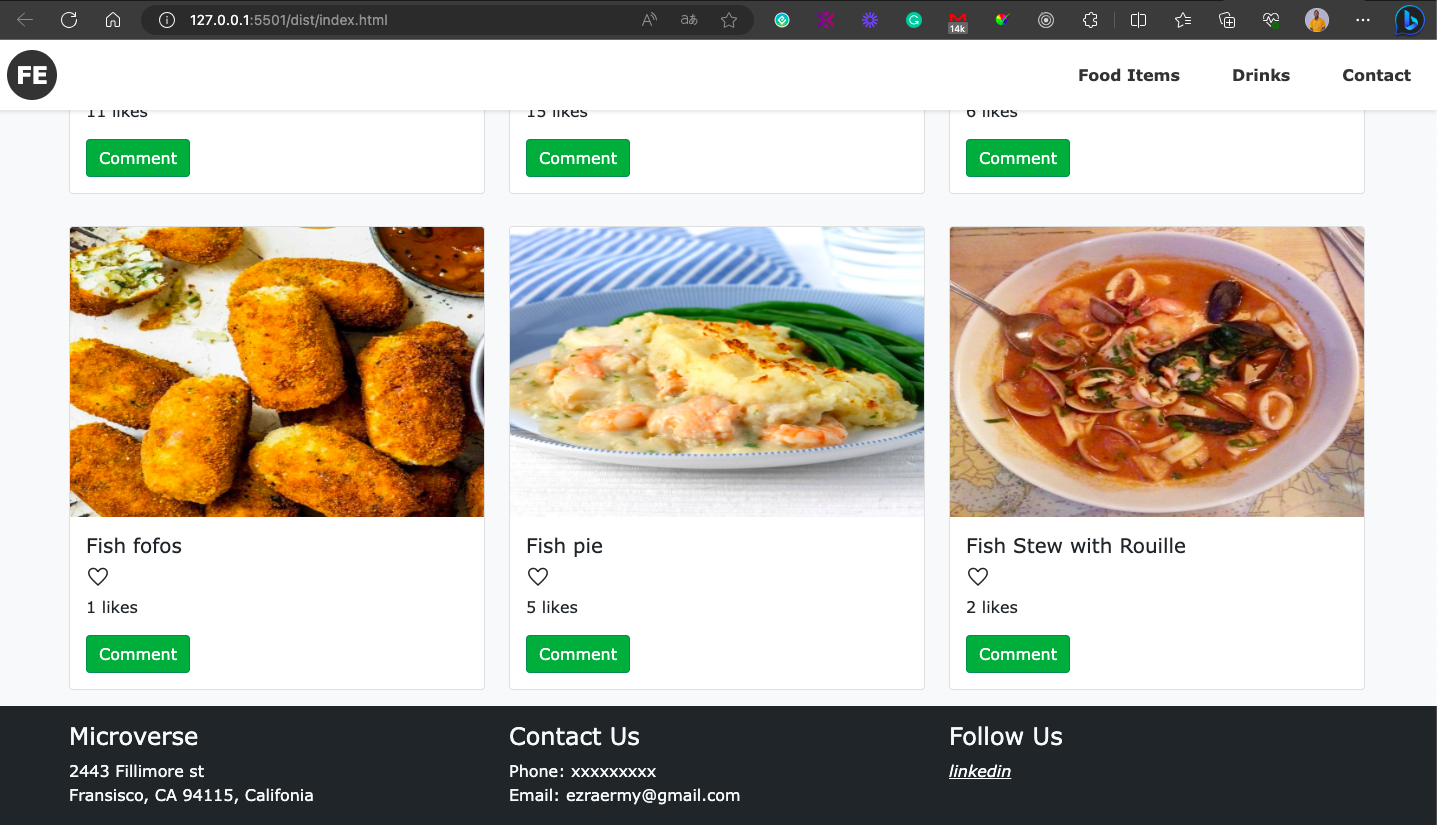 127.0.0.1:5501/dist/index.html
14k
FE
Food Items
Drinks
Contact
11 likes
15 likes
6 likes
Comment
Comment
Comment
Fish fofos
1 likes
Comment
Fish pie
5 likes
Comment
Fish Stew with Rouille
2 likes
Comment
Microverse
2443 Fillimore st
Fransisco, CA 94115, Califonia
Contact Us
Phone: xxxxxxxxx
Email: ezraermy@gmail.com
Follow Us
linkedin